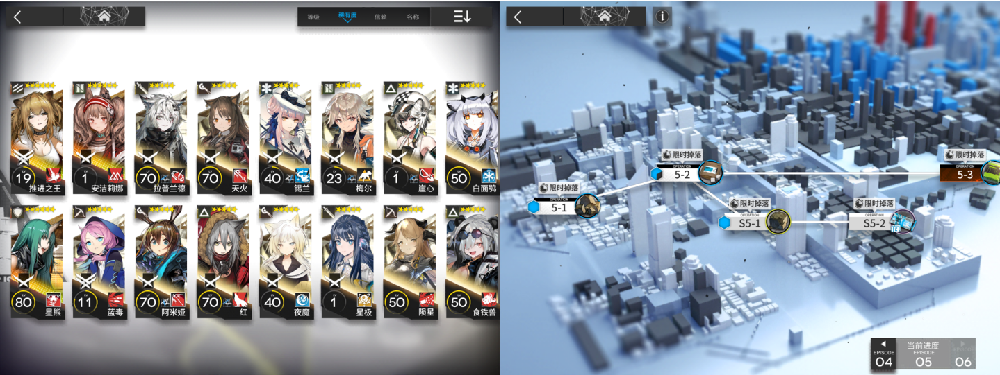 等级 稀有度 信赖 名称
LV 19 推进之王
LV 1 安洁莉娜
LV 70 拉普兰德
LV 70 天火
LV 40 锡兰
LV 23 梅尔
LV 1 崖心
LV 50 白面鸮
LV 80 星熊
LV 11 蓝毒
LV 70 阿米娅
LV 70 红
LV 40 夜魔
LV 1 星极
LV 50 陨星
LV 50 食铁兽
i
限时掉落
OPERATION
5-1
限时掉落
OPERATION
5-2
限时掉落
OPERATION
5-3
限时掉落
OPERATION
S5-1
限时掉落
OPERATION
S5-2
EPISODE
04
当前进度
EPISODE
05
06